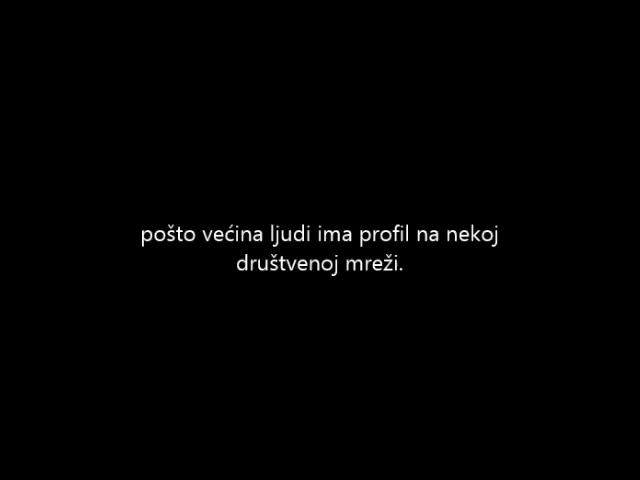 pošto većina ljudi ima profil na nekoj
društvenoj mreži.